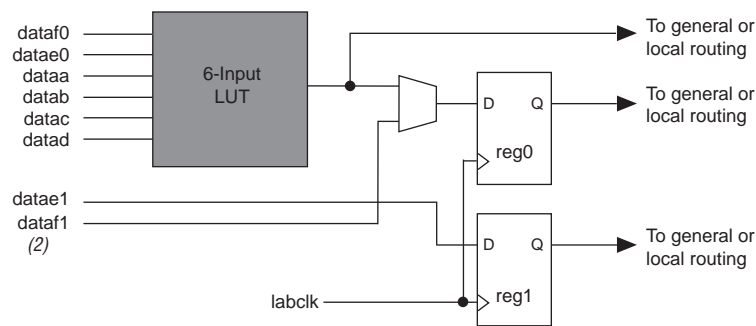 dataf0
datae0
dataa
datab
datac
datad
6-Input
LUT
To general or
local routing
D Q
reg0
To general or
local routing
datae1
dataf1
(2)
D Q
reg1
To general or
local routing
labclk